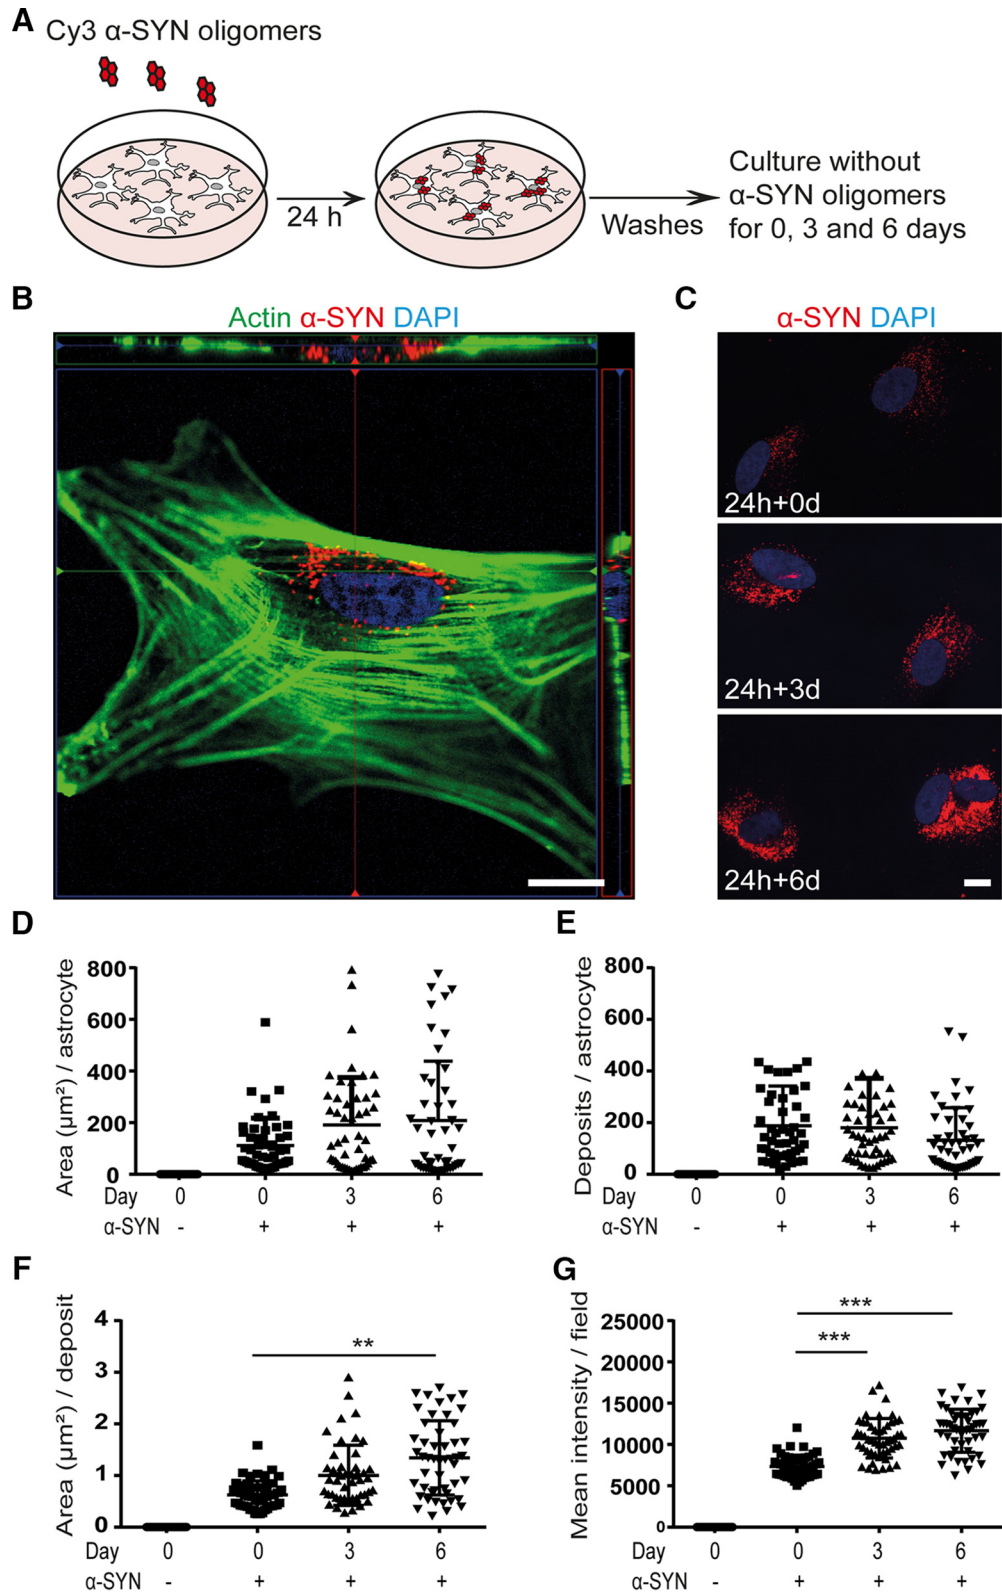 A
Cy3 α-SYN oligomers
24 h
Washes
Culture without
α-SYN oligomers
for 0, 3 and 6 days
B
Actin α-SYN DAPI
C
α-SYN DAPI
24h+0d
24h+3d
24h+6d
D
Area (µm²) / astrocyte
800
600
400
200
0
Day 0 0 3 6
α-SYN - + + +
E
Deposits / astrocyte
800
600
400
200
0
0 0 3 6
- + + +
F
Area (µm²) / deposit
4
3
2
1
0
**
Day 0 0 3 6
α-SYN - + + +
G
Mean intensity / field
25000
20000
15000
10000
5000
0
***
***
0 0 3 6
- + + +